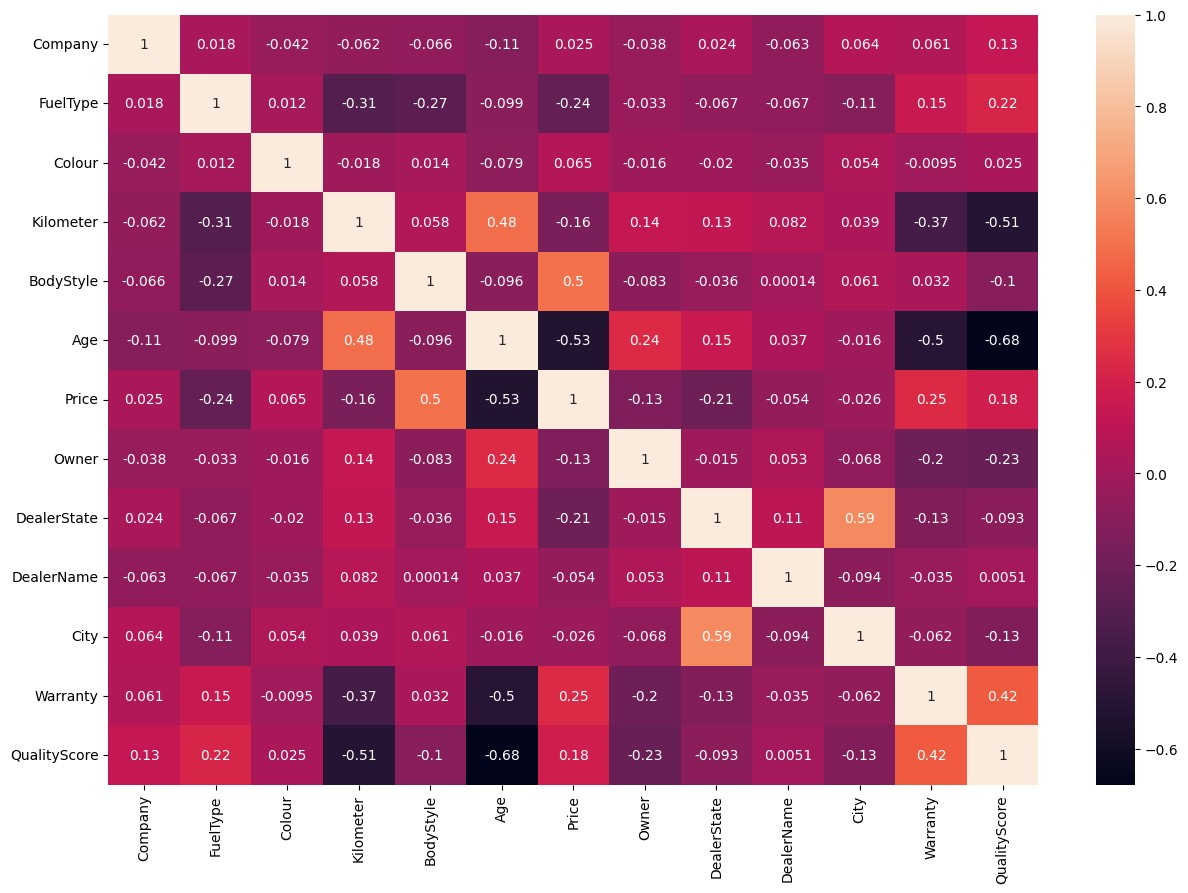 Company 1 0.018 -0.042 -0.062 -0.066 -0.11 0.025 -0.038 0.024 -0.063 0.064 0.061 0.13
FuelType 0.018 1 0.012 -0.31 -0.27 -0.099 -0.24 -0.033 -0.067 -0.067 -0.11 0.15 0.22
Colour -0.042 0.012 1 -0.018 0.014 -0.079 0.065 -0.016 -0.02 -0.035 0.054 -0.0095 0.025
Kilometer -0.062 -0.31 -0.018 1 0.058 0.48 -0.16 0.14 0.13 0.082 0.039 -0.37 -0.51
BodyStyle -0.066 -0.27 0.014 0.058 1 -0.096 0.5 -0.083 -0.036 0.00014 0.061 0.032 -0.1
Age -0.11 -0.099 -0.079 0.48 -0.096 1 -0.53 0.24 0.15 0.037 -0.016 -0.5 -0.68
Price 0.025 -0.24 0.065 -0.16 0.5 -0.53 1 -0.13 -0.21 -0.054 -0.026 0.25 0.18
Owner -0.038 -0.033 -0.016 0.14 -0.083 0.24 -0.13 1 -0.015 0.053 -0.068 -0.2 -0.23
DealerState 0.024 -0.067 -0.02 0.13 -0.036 0.15 -0.21 -0.015 1 0.11 0.59 -0.13 -0.093
DealerName -0.063 -0.067 -0.035 0.082 0.00014 0.037 -0.054 0.053 0.11 1 -0.094 -0.035 0.0051
City 0.064 -0.11 0.054 0.039 0.061 -0.016 -0.026 -0.068 0.59 -0.094 1 -0.062 -0.13
Warranty 0.061 0.15 -0.0095 -0.37 0.032 -0.5 0.25 -0.2 -0.13 -0.035 -0.062 1 0.42
QualityScore 0.13 0.22 0.025 -0.51 -0.1 -0.68 0.18 -0.23 -0.093 0.0051 -0.13 0.42 1
Company
FuelType
Colour
Kilometer
BodyStyle
Age
Price
Owner
DealerState
DealerName
City
Warranty
QualityScore
1.0
0.8
0.6
0.4
0.2
0.0
−0.2
−0.4
−0.6